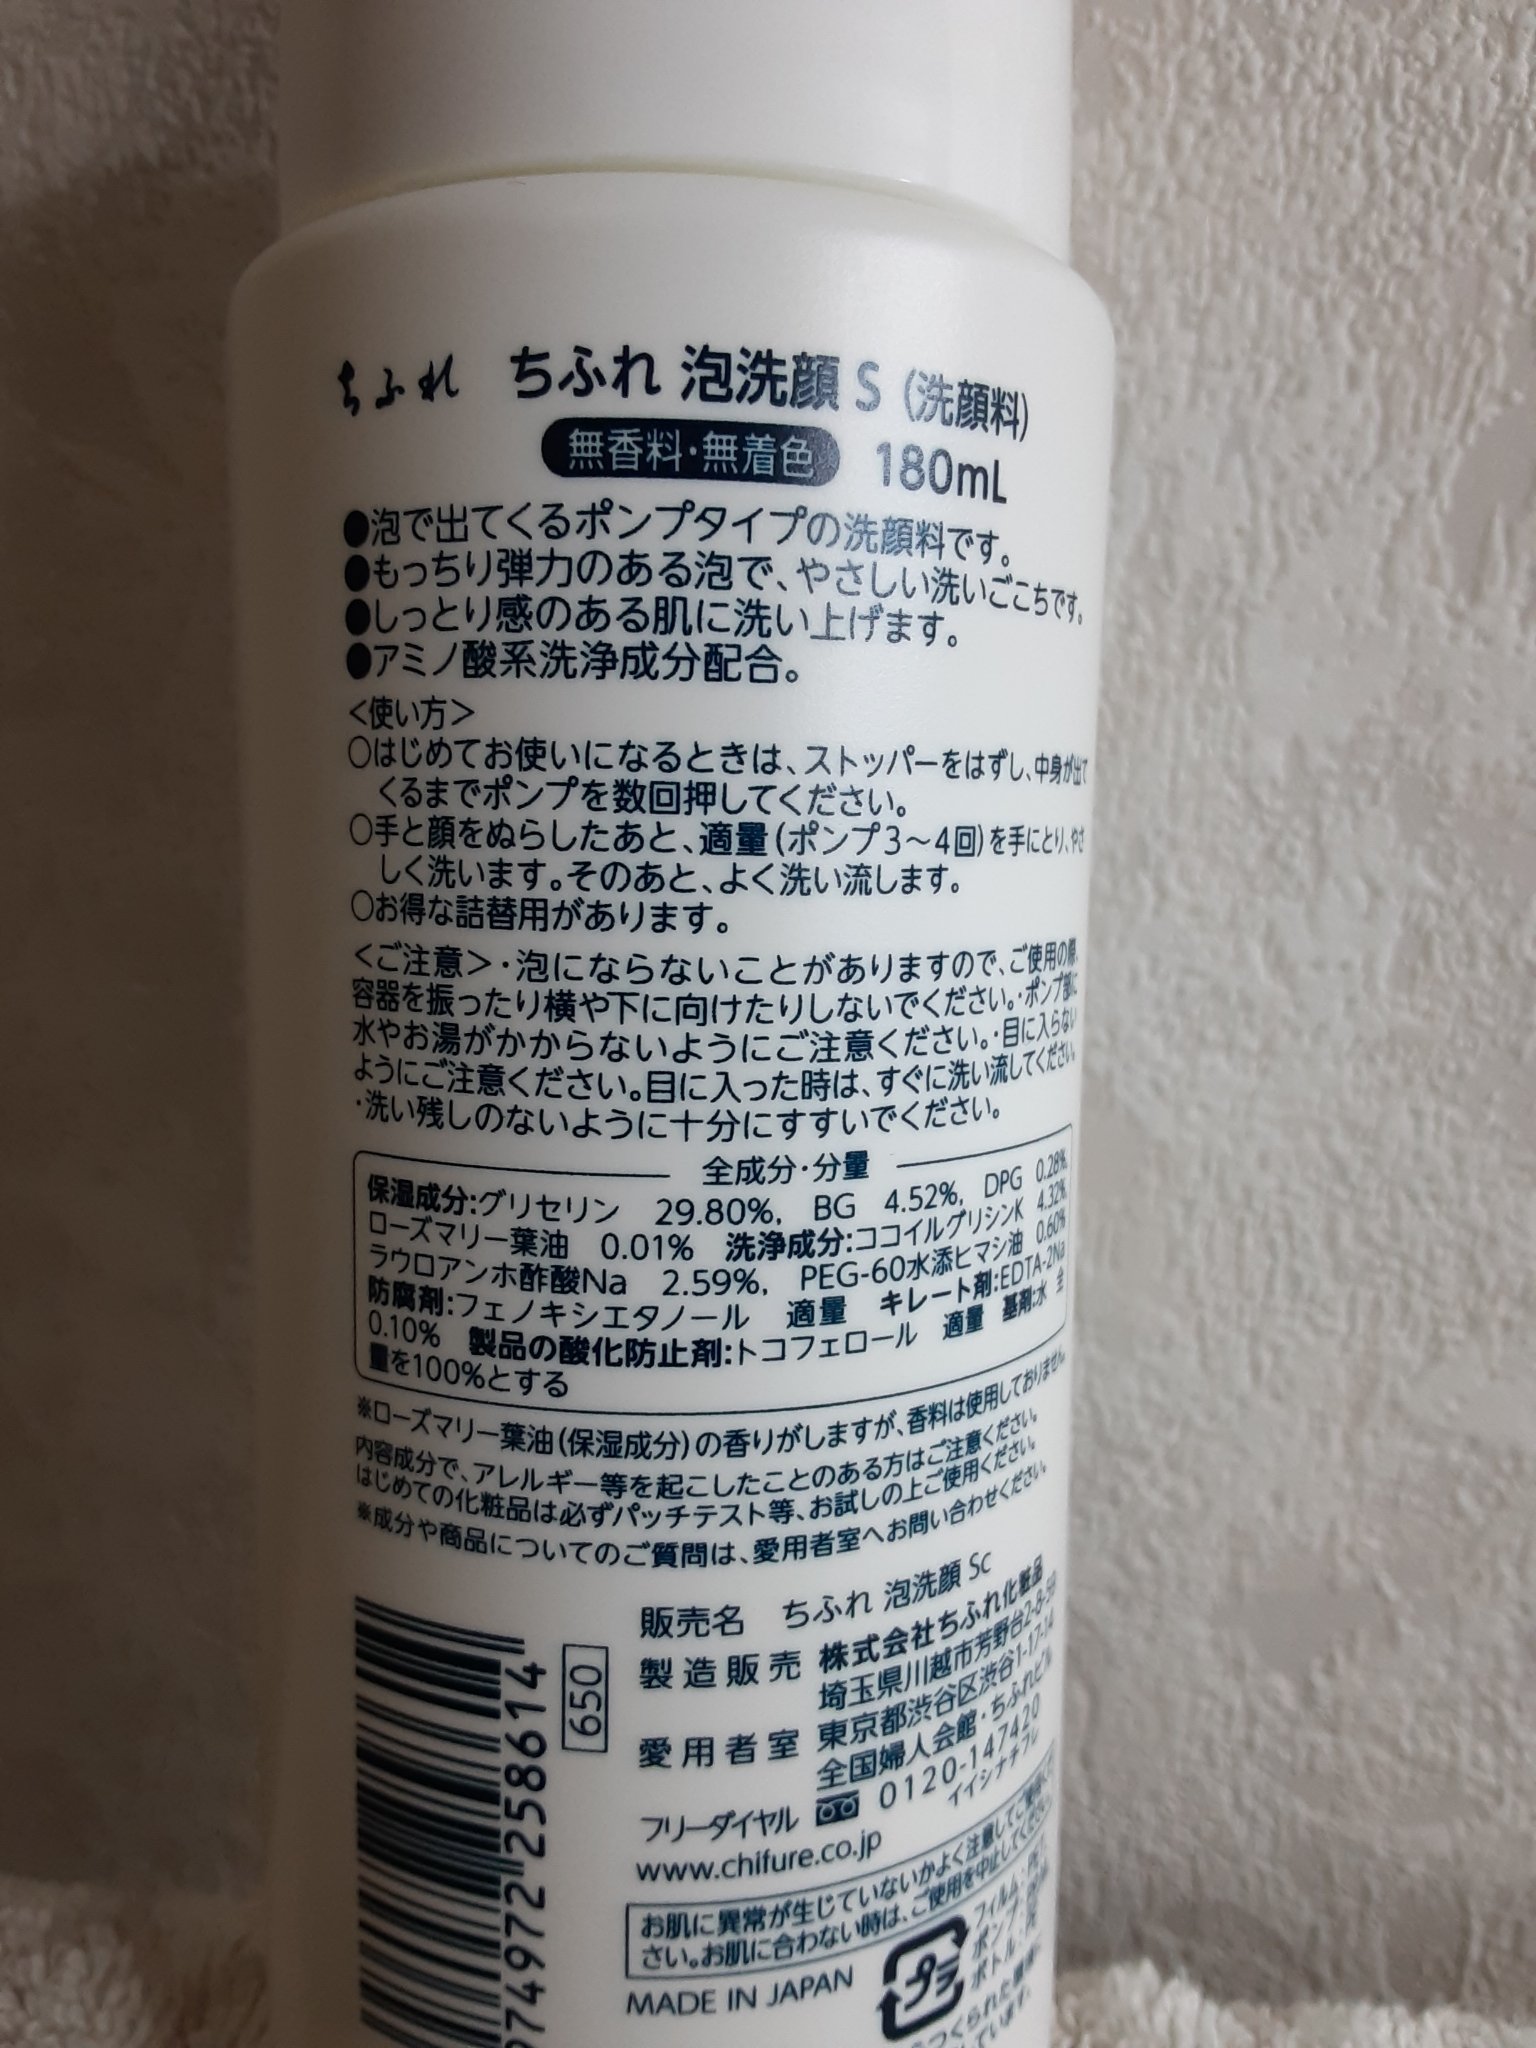 ちふれ ちふれ 泡洗顔 S (洗顔料)
無香料・無着色 180mL
●泡で出てくるポンプタイプの洗顔料です。
●もっちり弾力のある泡で、やさしい洗いごこちです。
●しっとり感のある肌に洗い上げます。
●アミノ酸系洗浄成分配合。
＜使い方＞
○はじめてお使いになるときは、ストッパーをはずし、中身が出て
くるまでポンプを数回押してください。
○手と顔をぬらしたあと、適量(ポンプ3〜4回)を手にとり、やさ
しく洗います。そのあと、よく洗い流します。
○お得な詰替用があります。
＜ご注意＞・泡にならないことがありますので、ご使用の際、
容器を振ったり横や下に向けたりしないでください。・ポンプ部に
水やお湯がかからないようにご注意ください。・目に入らない
ようにご注意ください。目に入った時は、すぐに洗い流してください。
・洗い残しのないように十分にすすいでください。
全成分・分量
保湿成分:グリセリン 29.80%, BG 4.52%, DPG 0.28%,
ローズマリー葉油 0.01% 洗浄成分:ココイルグリシンK 4.32%,
ラウロアンホ酢酸Na 2.59%, PEG-60水添ヒマシ油 0.60%
防腐剤:フェノキシエタノール 適量 キレート剤:EDTA-2Na
0.10% 製品の酸化防止剤:トコフェロール 適量 基剤:水 全
量を100%とする
※ローズマリー葉油(保湿成分)の香りがしますが、香料は使用しておりません。
内容成分で、アレルギー等を起こしたことのある方はご注意ください。
はじめての化粧品は必ずパッチテスト等、お試しの上ご使用ください。
※成分や商品についてのご質問は、愛用者室へお問い合わせください。
販売名 ちふれ 泡洗顔 Sc
製造販売 株式会社ちふれ化粧品
埼玉県川越市芳野台2-8-59
愛用者室 東京都渋谷区渋谷1-17-14
全国婦人会館・ちふれビル
フリーダイヤル 0120-147420
イイシナチフレ
www.chifure.co.jp
お肌に異常が生じていないかよく注意してご使用くだ
さい。お肌に合わない時は、ご使用を中止してください。
MADE IN JAPAN
プラ
フィルム:
ポンプ:
ボトル:
650
974972 258614